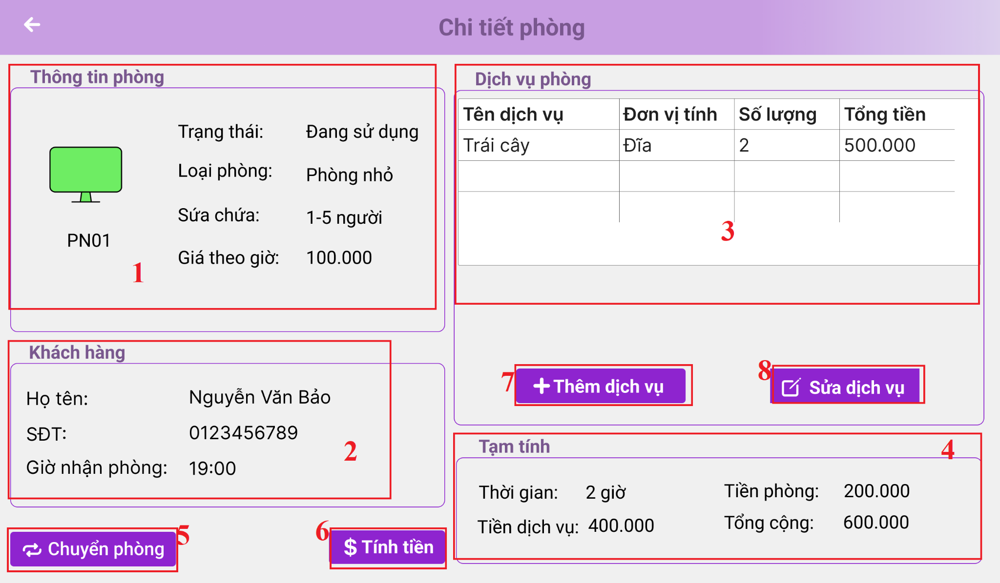 Chi tiết phòng
Thông tin phòng
Trạng thái: Đang sử dụng
Loại phòng: Phòng nhỏ
Sứa chứa: 1-5 người
PN01
Giá theo giờ: 100.000
1
Khách hàng
Họ tên: Nguyễn Văn Bảo
SĐT: 0123456789
2
Giờ nhận phòng: 19:00
5
Chuyển phòng
6
$ Tính tiền
Dịch vụ phòng
Tên dịch vụ Đơn vị tính Số lượng Tổng tiền
Trái cây Đĩa 2 500.000
3
7
Thêm dịch vụ
8
Sửa dịch vụ
Tạm tính
4
Thời gian: 2 giờ Tiền phòng: 200.000
Tiền dịch vụ: 400.000 Tổng cộng: 600.000